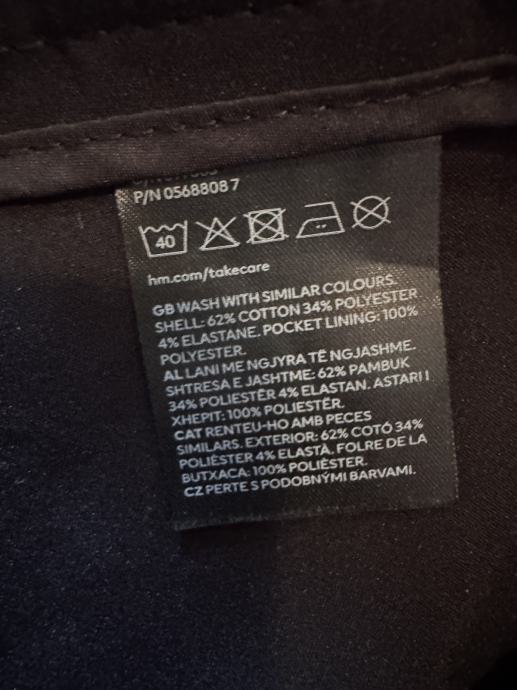 P/N 0568808 7
40
hm.com/takecare
GB WASH WITH SIMILAR COLOURS.
SHELL: 62% COTTON 34% POLYESTER
4% ELASTANE. POCKET LINING: 100%
POLYESTER.
AL LANI ME NGJYRA TË NGJASHME.
SHTRESA E JASHTME: 62% PAMBUK
34% POLIESTËR 4% ELASTAN. ASTARI I
XHEPIT: 100% POLIESTËR.
CAT RENTEU-HO AMB PECES
SIMILARS. EXTERIOR: 62% COTÓ 34%
POLIÈSTER 4% ELASTÀ. FOLRE DE LA
BUTXACA: 100% POLIÈSTER.
CZ PERTE S PODOBNÝMI BARVAMI.